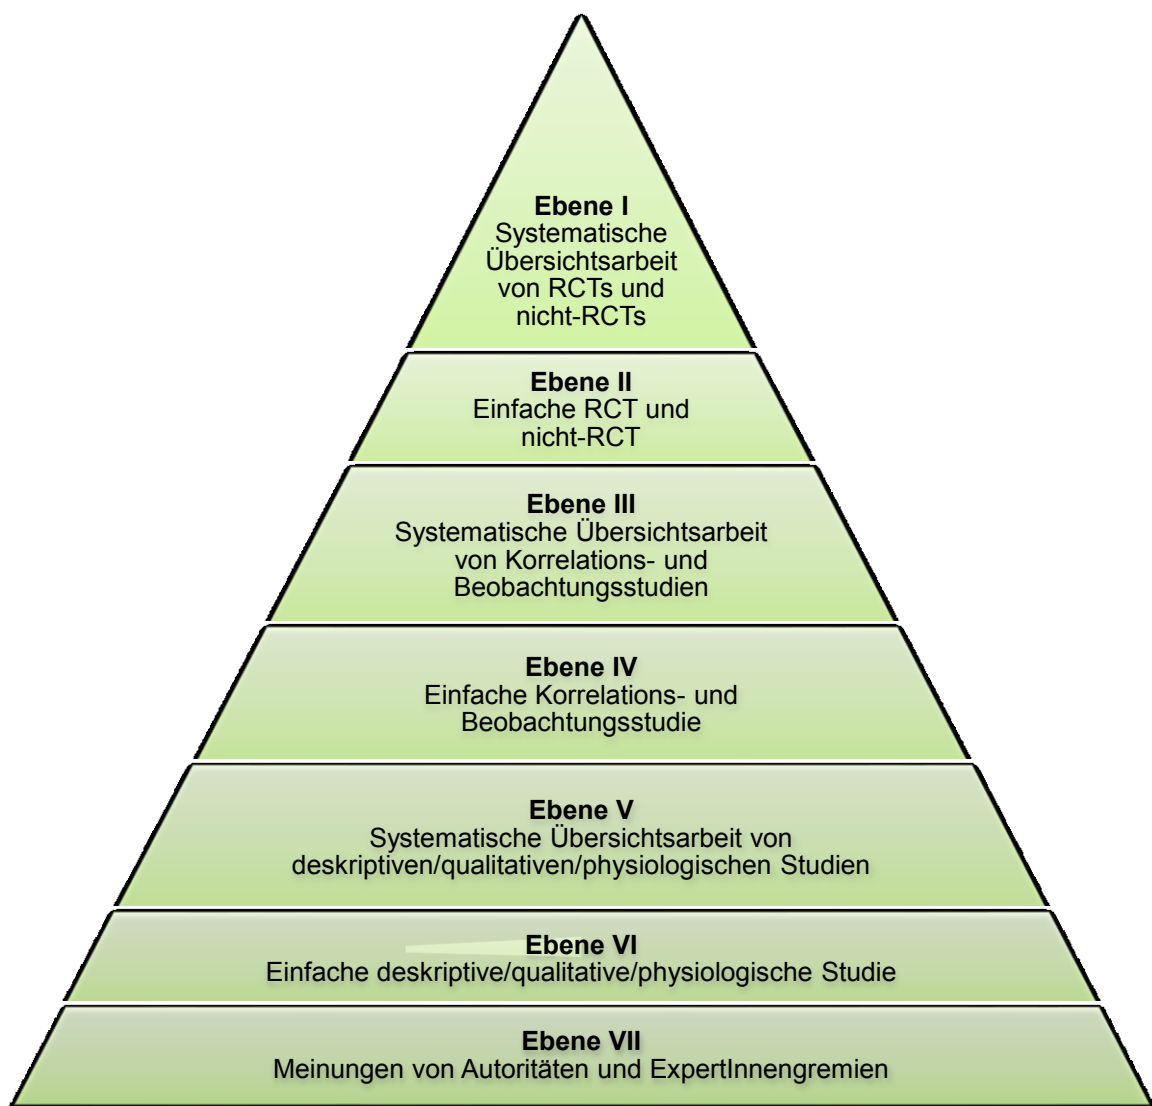 Ebene I
Systematische
Übersichtsarbeit
von RCTs und
nicht-RCTs
Ebene II
Einfache RCT und
nicht-RCT
Ebene III
Systematische Übersichtsarbeit
von Korrelations- und
Beobachtungsstudien
Ebene IV
Einfache Korrelations- und
Beobachtungsstudie
Ebene V
Systematische Übersichtsarbeit von
deskriptiven/qualitativen/physiologischen Studien
Ebene VI
Einfache deskriptive/qualitative/physiologische Studie
Ebene VII
Meinungen von Autoritäten und ExpertInnengremien